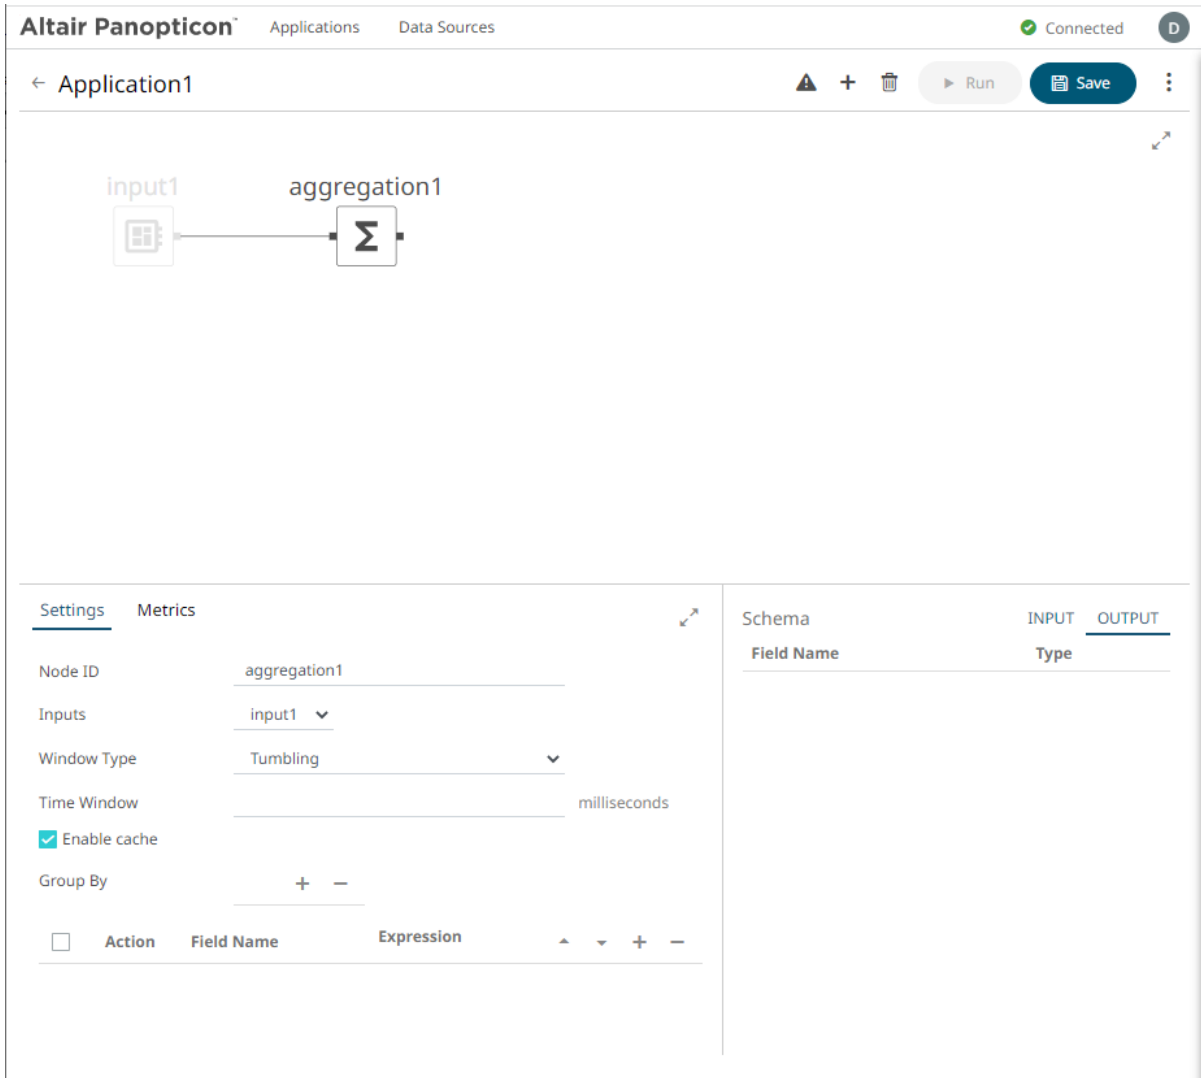 Altair Panopticon™ Applications Data Sources Connected D
Application1 Run Save
input1 aggregation1
Settings Metrics
Schema INPUT OUTPUT
Field Name Type
Node ID aggregation1
Inputs input1
Window Type Tumbling
Time Window milliseconds
Enable cache
Group By
Action Field Name Expression